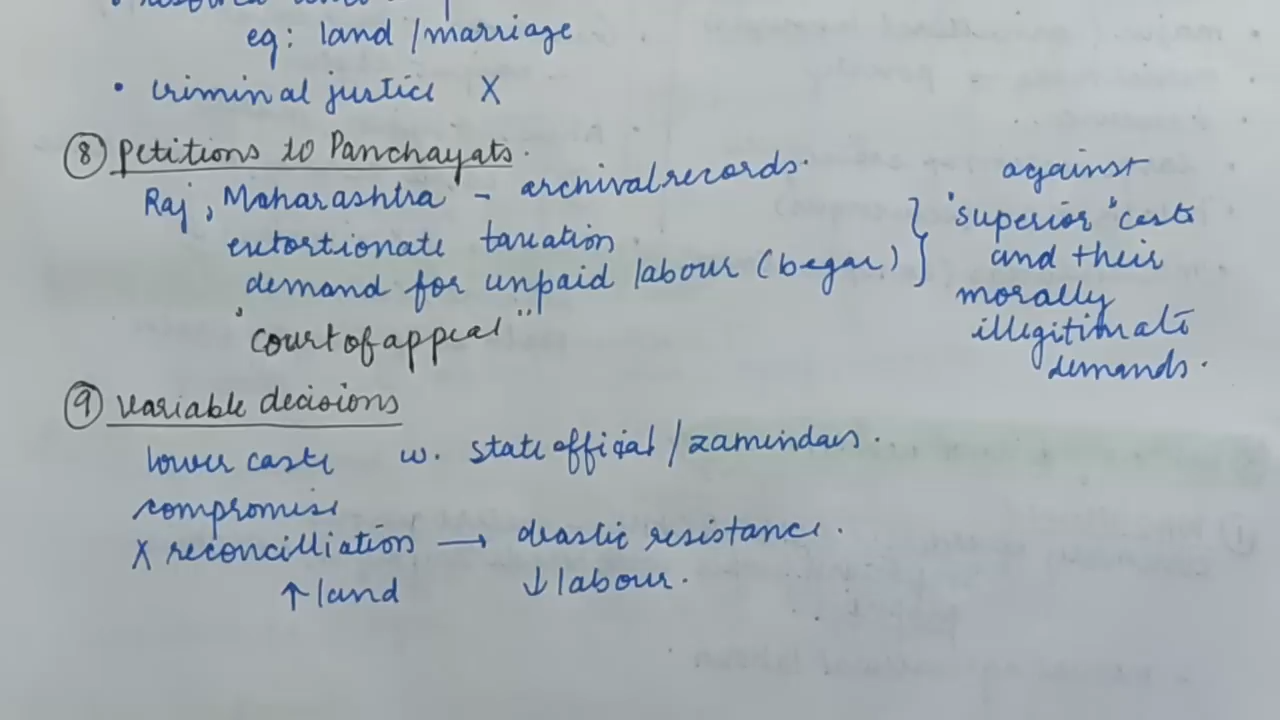 eg: land / marriage
• criminal justice X
⑧ Petitions to Panchayats.
Raj, Maharashtra - archival records.
extortionate taxation
demand for unpaid labour (begar)
"court of appeal"
against
"superior" caste
and their
morally
illegitimate
demands.
⑨ variable decisions
lower caste w. state official / zamindars.
compromise
X reconcilliation → drastic resistance.
↑ land ↓ labour.